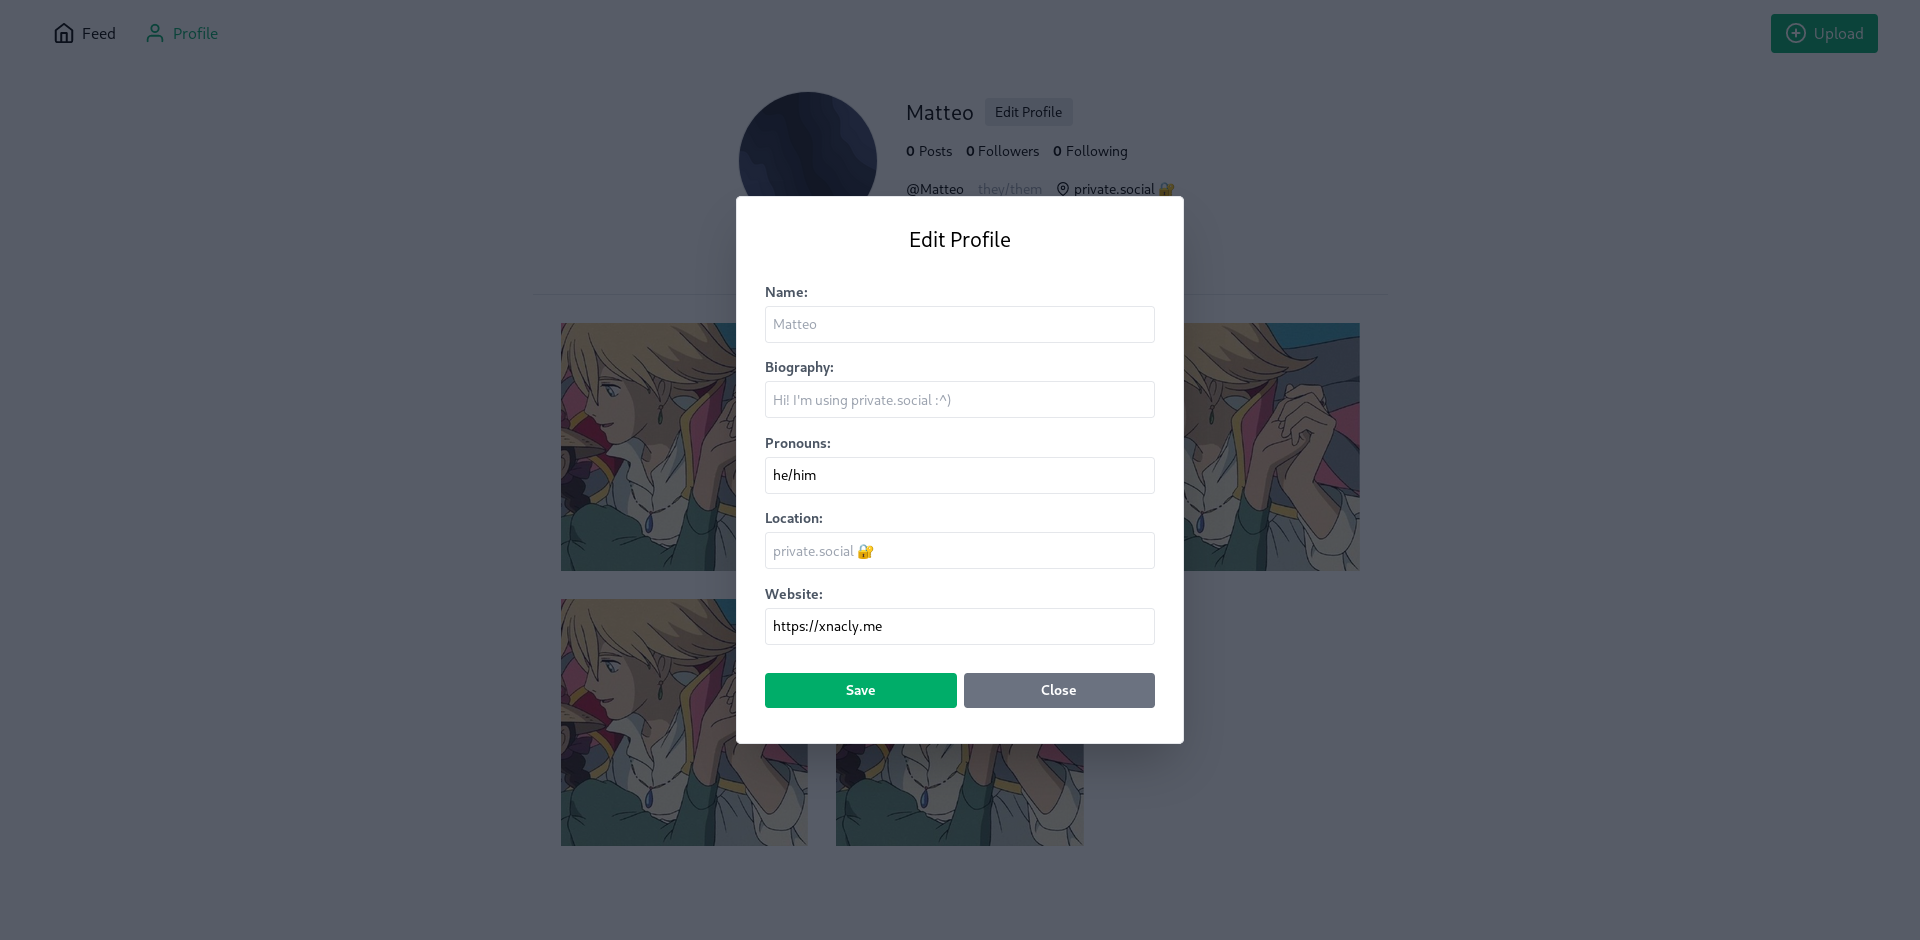 Feed Profile Upload
Matteo Edit Profile
0 Posts 0 Followers 0 Following
@Matteo they/them private.social 🔐
Edit Profile
Name:
Matteo
Biography:
Hi! I'm using private.social :^)
Pronouns:
he/him
Location:
private.social 🔐
Website:
https://xnacly.me
Save Close